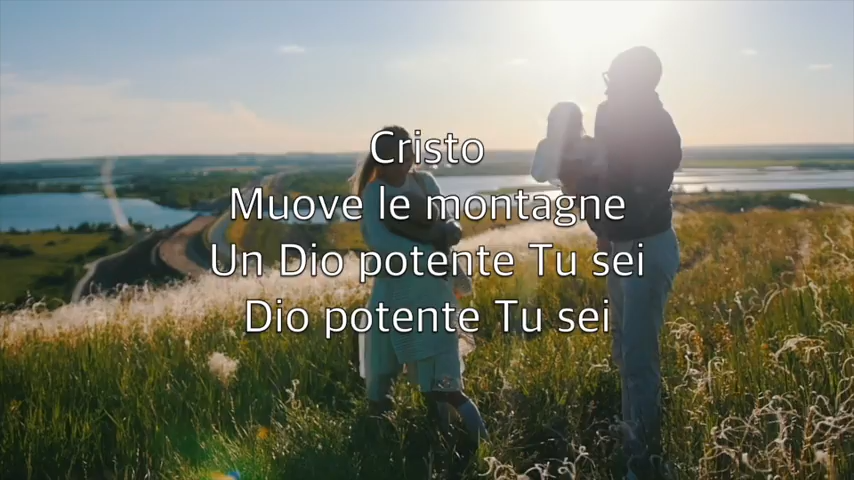 Cristo
Muove le montagne
Un Dio potente Tu sei
Dio potente Tu sei